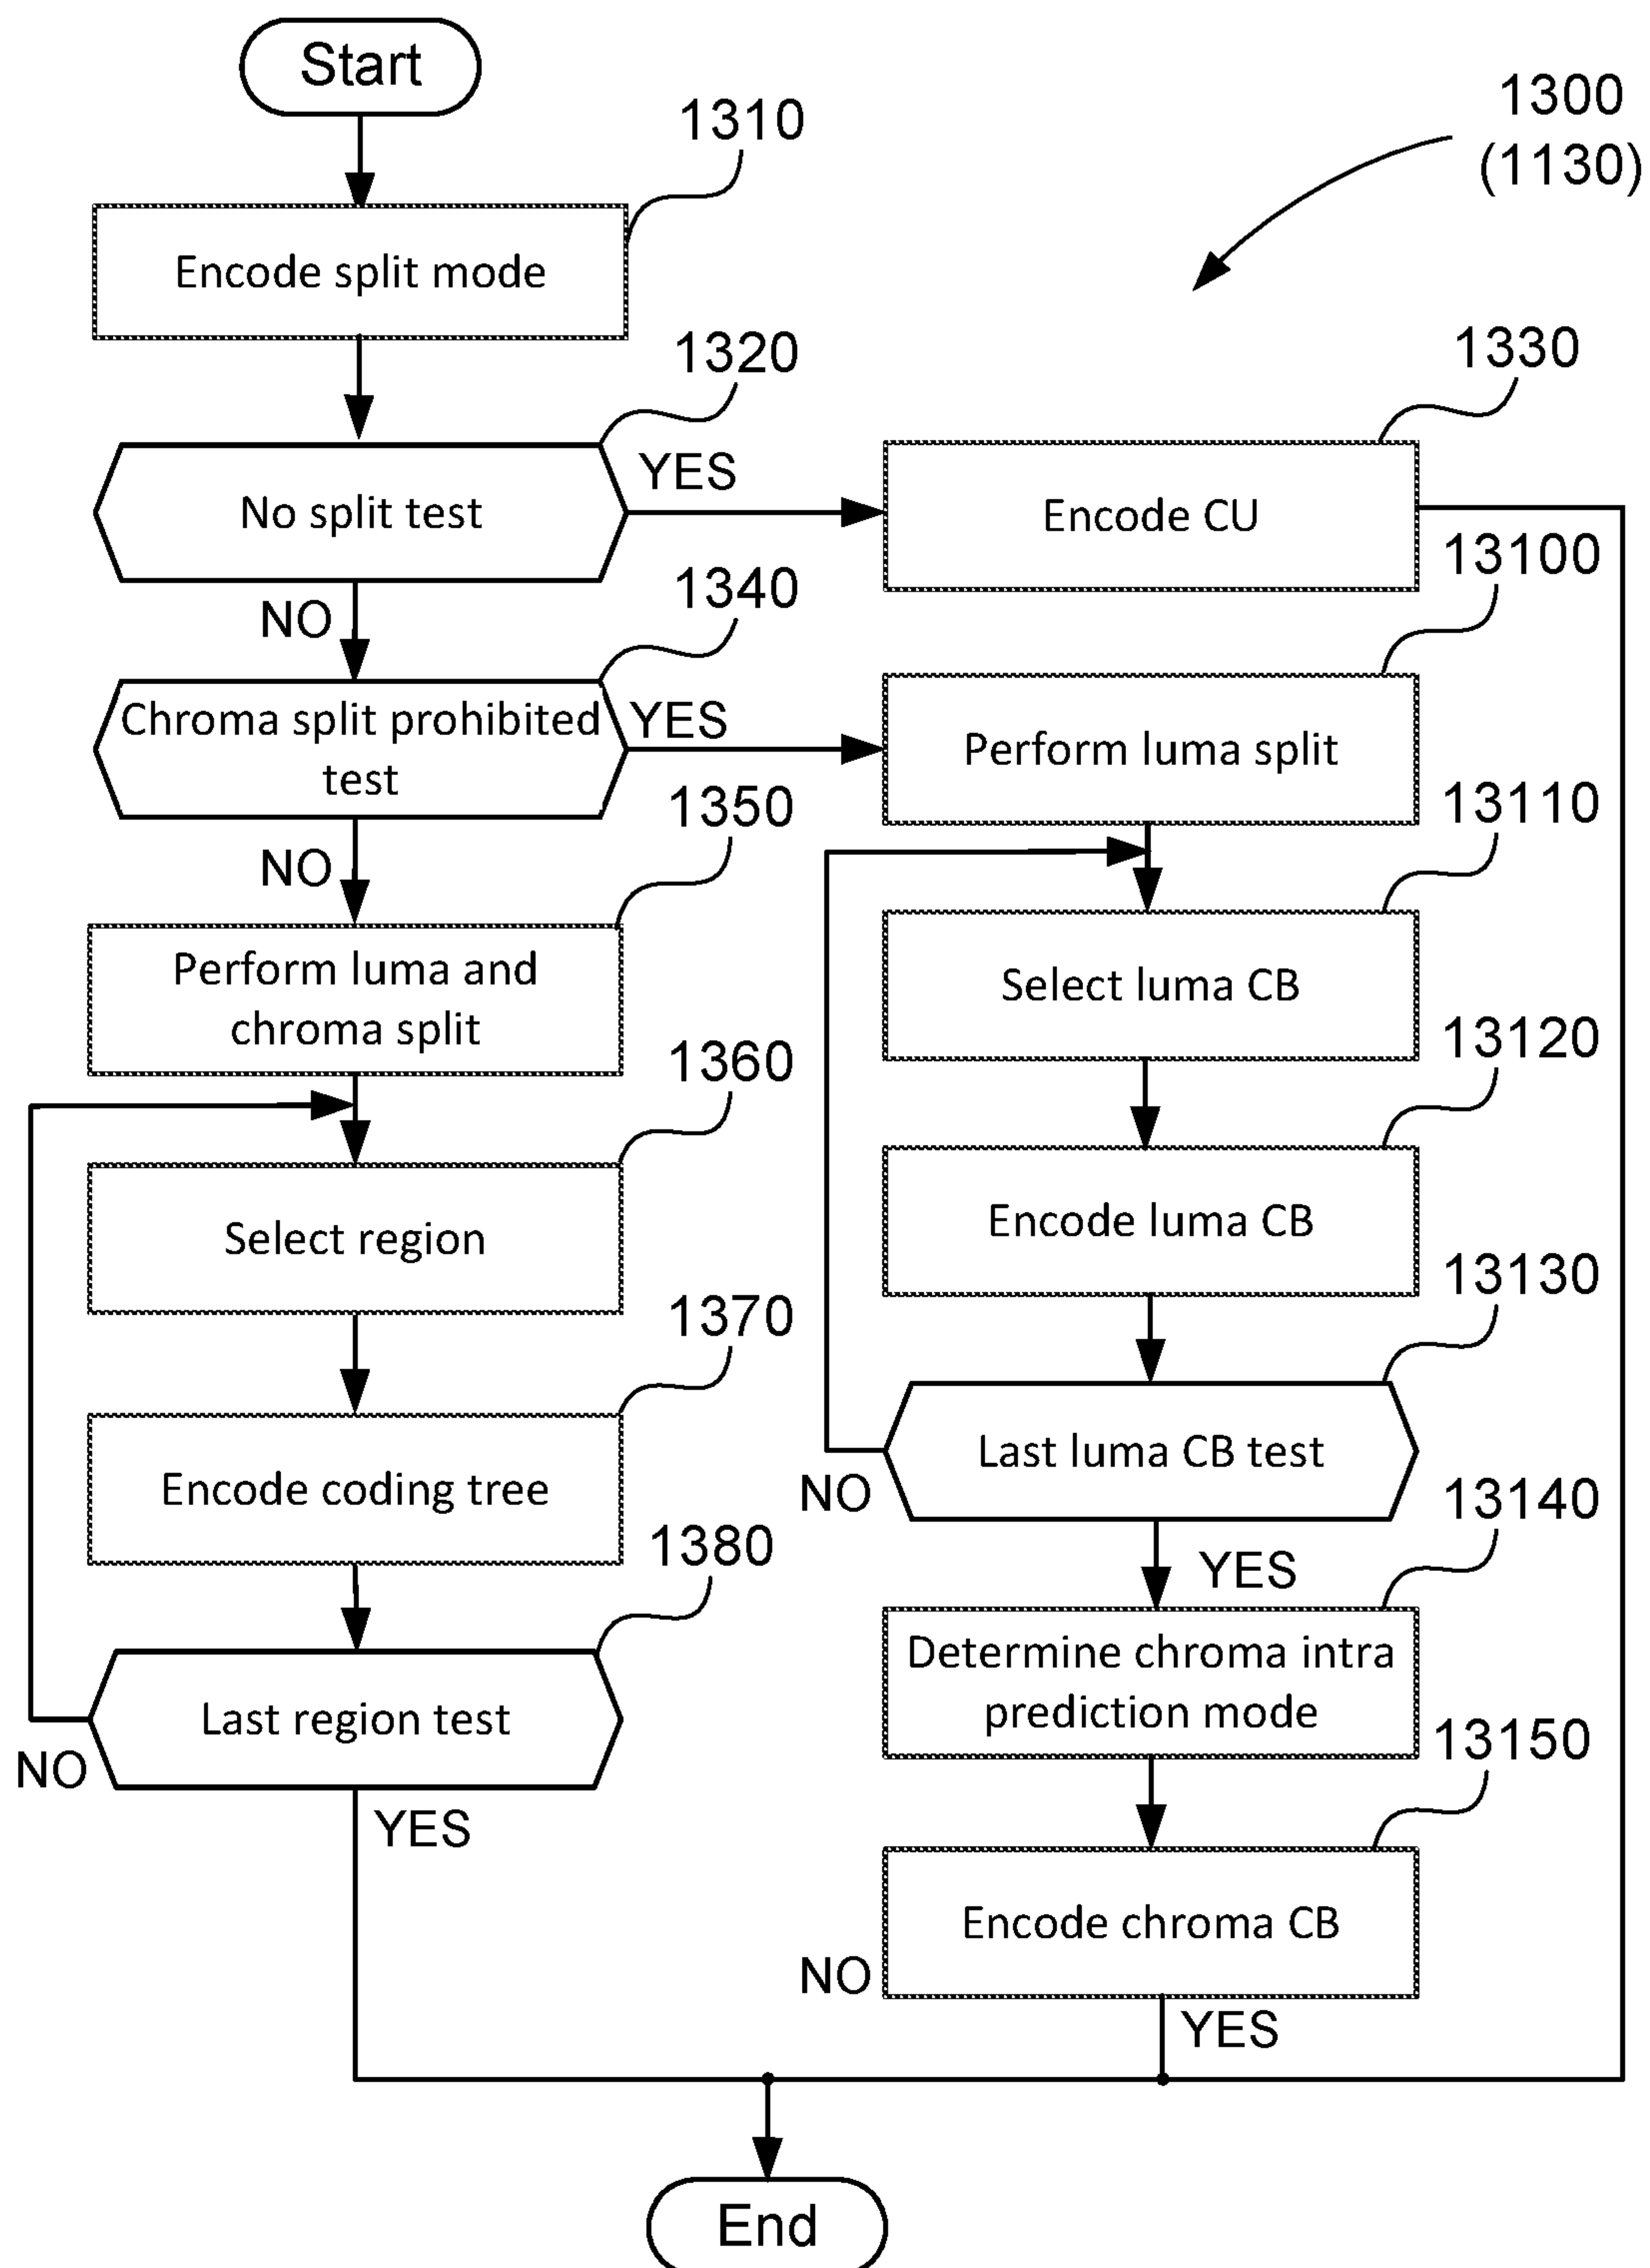 Start
1310
1300
(1130)
Encode split mode
1320
1330
No split test
YES
Encode CU
NO
1340
13100
Chroma split prohibited
test
YES
Perform luma split
NO
1350
13110
Perform luma and
chroma split
Select luma CB
1360
13120
Select region
Encode luma CB
1370
13130
Encode coding tree
Last luma CB test
NO
1380
13140
YES
Last region test
NO
Determine chroma intra
prediction mode
13150
YES
Encode chroma CB
NO
YES
End